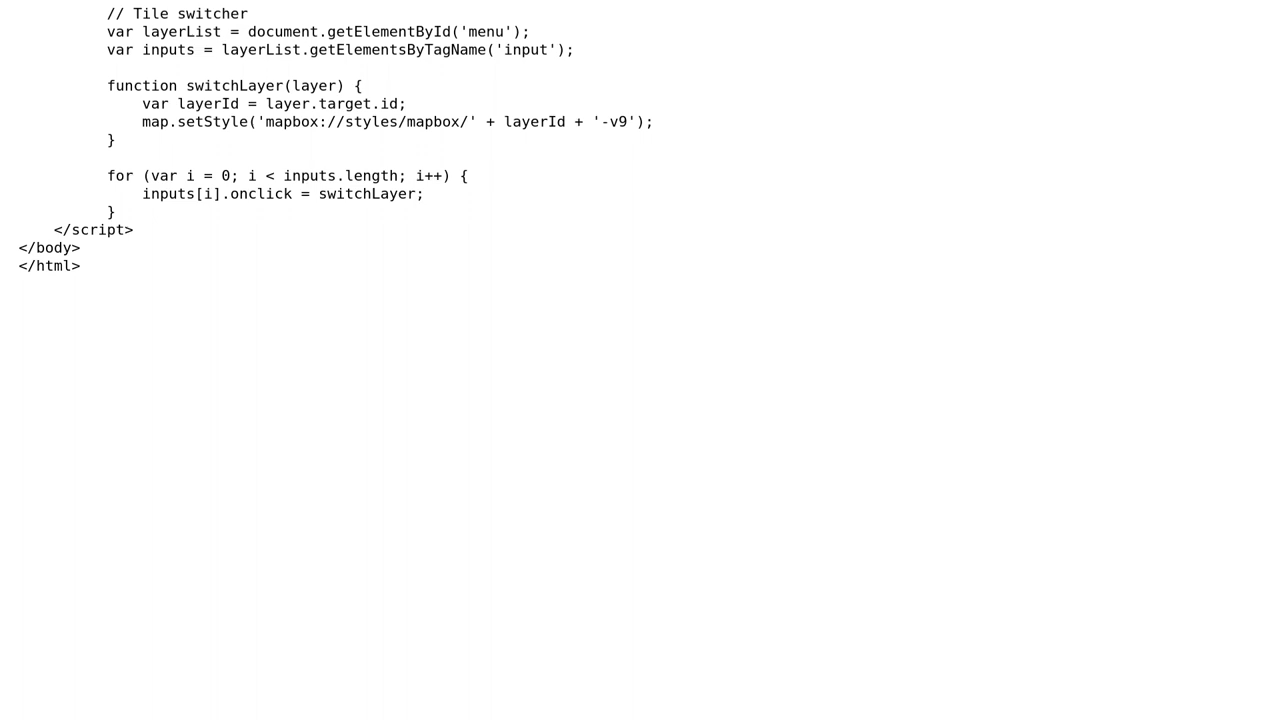 // Tile switcher
var layerList = document.getElementById('menu');
var inputs = layerList.getElementsByTagName('input');
function switchLayer(layer) {
var layerId = layer.target.id;
map.setStyle('mapbox://styles/mapbox/' + layerId + '-v9');
}
for (var i = 0; i < inputs.length; i++) {
inputs[i].onclick = switchLayer;
}
</script>
</body>
</html>